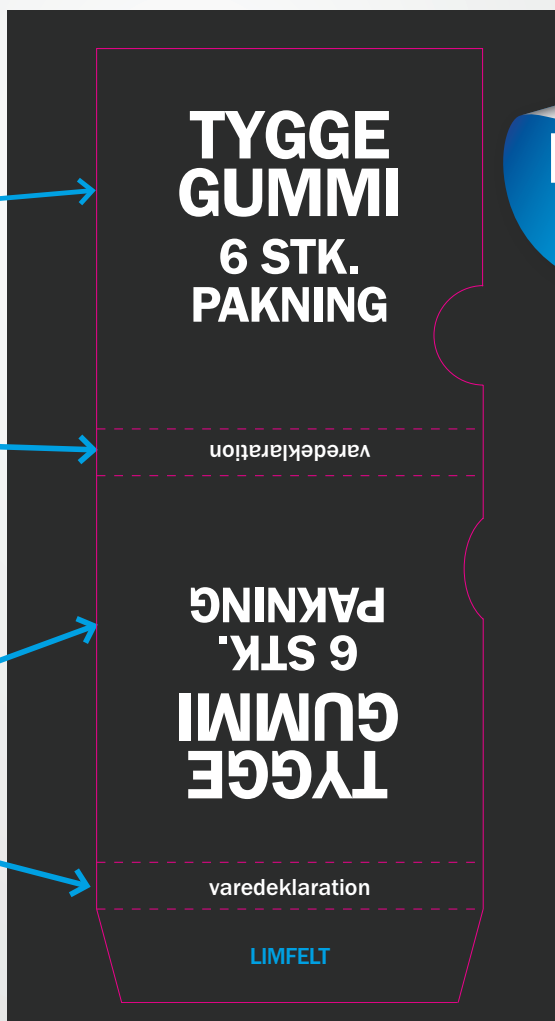 TYGGE
GUMMI
6 STK.
PAKNING
varedeklaration
TYGGE
GUMMI
6 STK.
PAKNING
varedeklaration
LIMFELT